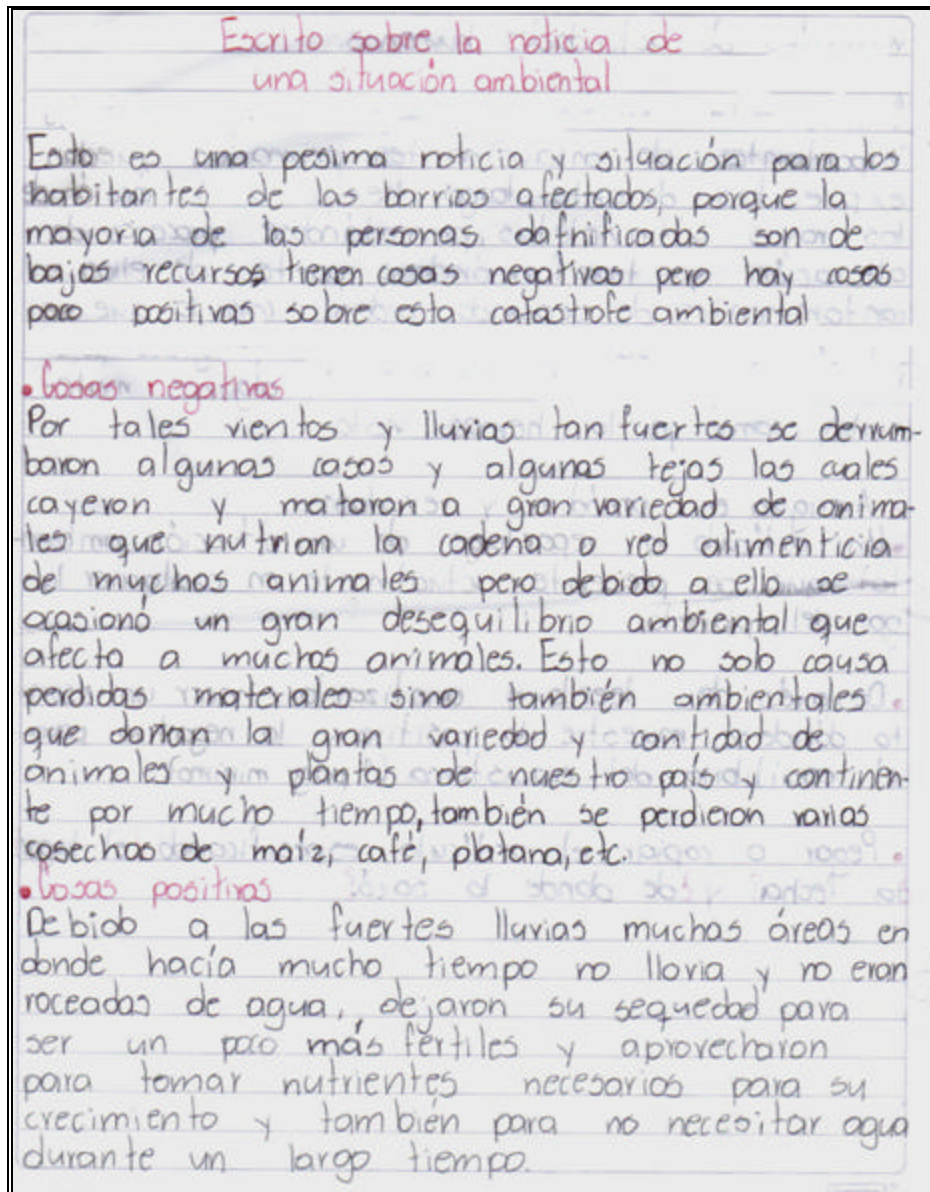 Escrito sobre la noticia de
una situación ambiental
Esta es una pesima noticia y situación para los
habitantes de los barrios afectados, porque la
mayoria de las personas dafnificadas son de
bajos recursos, tienen cosas negativas pero hay cosas
poco positivas sobre esta catastrofe ambiental
• Cosas negativas
Por tales vientos y lluvias tan fuertes se derrum-
baron algunas casas y algunas tejas las cuales
cayeron y mataron a gran variedad de anima-
les que nutrian la cadena o red alimenticia
de muchos animales pero debido a ello se
ocasionó un gran desequilibrio ambiental que
afecta a muchos animales. Esto no solo causa
perdidas materiales sino también ambientales
que dañan la gran variedad y cantidad de
animales y plantas de nuestro país y continen-
te por mucho tiempo, también se perdieron varias
cosechas de maíz, café, platano, etc.
• Cosas positivas
Debido a las fuertes lluvias muchas áreas en
donde hacía mucho tiempo no llovia y no eran
roceadas de agua, dejaron su sequedad para
ser un poco más fértiles y aprovecharon
para tomar nutrientes necesarios para su
crecimiento y también para no necesitar agua
durante un largo tiempo.